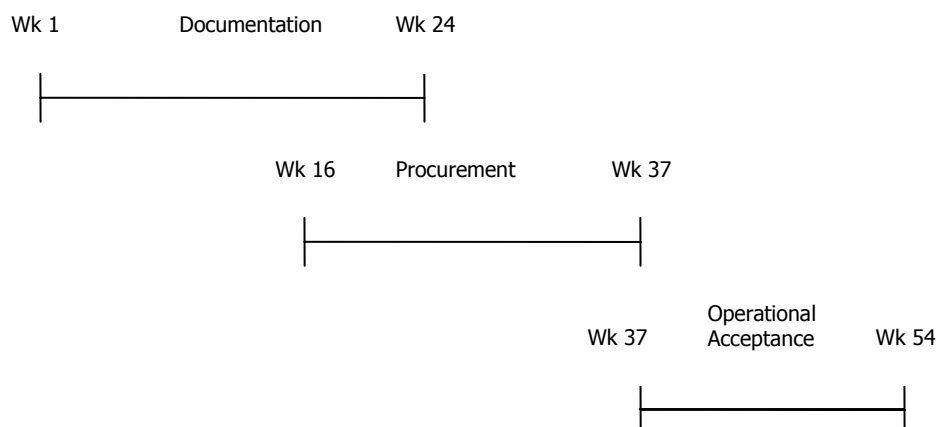 Wk 1 Documentation Wk 24
Wk 16 Procurement Wk 37
Operational
Wk 37 Acceptance Wk 54